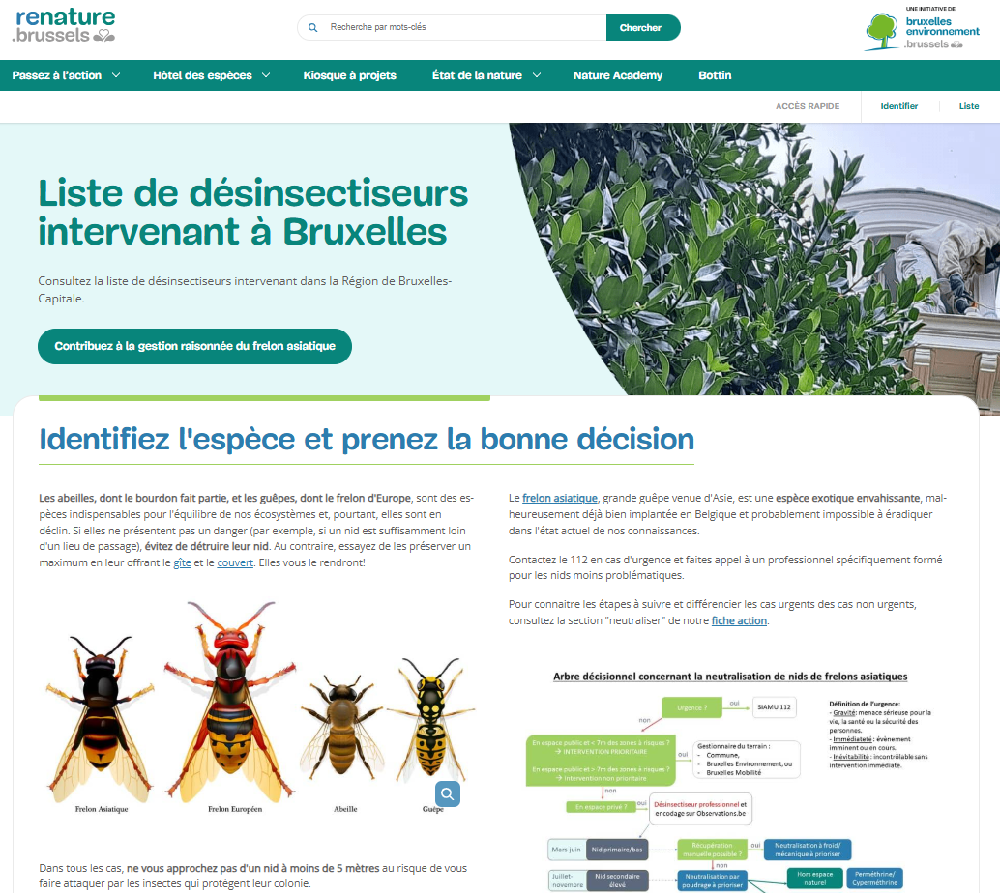 renature
.brussels
Recherche par mots-clés
Chercher
UNE INITIATIVE DE
bruxelles
environnement
.brussels
Passez à l'action
Hôtel des espèces
Kiosque à projets
État de la nature
Nature Academy
Bottin
ACCÈS RAPIDE
Identifier
Liste
Liste de désinsectiseurs
intervenant à Bruxelles
Consultez la liste de désinsectiseurs intervenant dans la Région de Bruxelles-
Capitale.
Contribuez à la gestion raisonnée du frelon asiatique
Identifiez l'espèce et prenez la bonne décision
Les abeilles, dont le bourdon fait partie, et les guêpes, dont le frelon d'Europe, sont des es-
pèces indispensables pour l'équilibre de nos écosystèmes et, pourtant, elles sont en
déclin. Si elles ne présentent pas un danger (par exemple, si un nid est suffisamment loin
d'un lieu de passage), évitez de détruire leur nid. Au contraire, essayez de les préserver un
maximum en leur offrant le gîte et le couvert. Elles vous le rendront!
Frelon Asiatique
Frelon Européen
Abeille
Guêpe
Dans tous les cas, ne vous approchez pas d'un nid à moins de 5 mètres au risque de vous
faire attaquer par les insectes qui protègent leur colonie.
Le frelon asiatique, grande guêpe venue d'Asie, est une espèce exotique envahissante, mal-
heureusement déjà bien implantée en Belgique et probablement impossible à éradiquer
dans l'état actuel de nos connaissances.
Contactez le 112 en cas d'urgence et faites appel à un professionnel spécifiquement formé
pour les nids moins problématiques.
Pour connaitre les étapes à suivre et différencier les cas urgents des cas non urgents,
consultez la section "neutraliser" de notre fiche action.
Arbre décisionnel concernant la neutralisation de nids de frelons asiatiques
Urgence ?
oui
SIAMU 112
Définition de l'urgence:
- Gravité: menace sérieuse pour la
vie, la santé ou la sécurité des
personnes.
- Immédiateté : évènement
imminent ou en cours.
- Inévitabilité : incontrôlable sans
intervention immédiate.
non
En espace public et < 7m des zones à risques ?
→ INTERVENTION PRIORITAIRE
En espace public et < 7m des zones à risques ?
→ Intervention non prioritaire
oui
Gestionnaire du terrain :
- Commune,
- Bruxelles Environnement, ou
- Bruxelles Mobilité
non
En espace privé ?
oui
Désinsectiseur professionnel et
encodage sur Observations.be
Mars-juin
Nid primaire/bas
Récupération
manuelle possible ?
oui
Neutralisation à froid/
mécanique à prioriser
non
Juillet-
novembre
Nid secondaire
élevé
Neutralisation par
poudrage à prioriser
Hors espace
naturel
Perméthrine/
Cyperméthrine